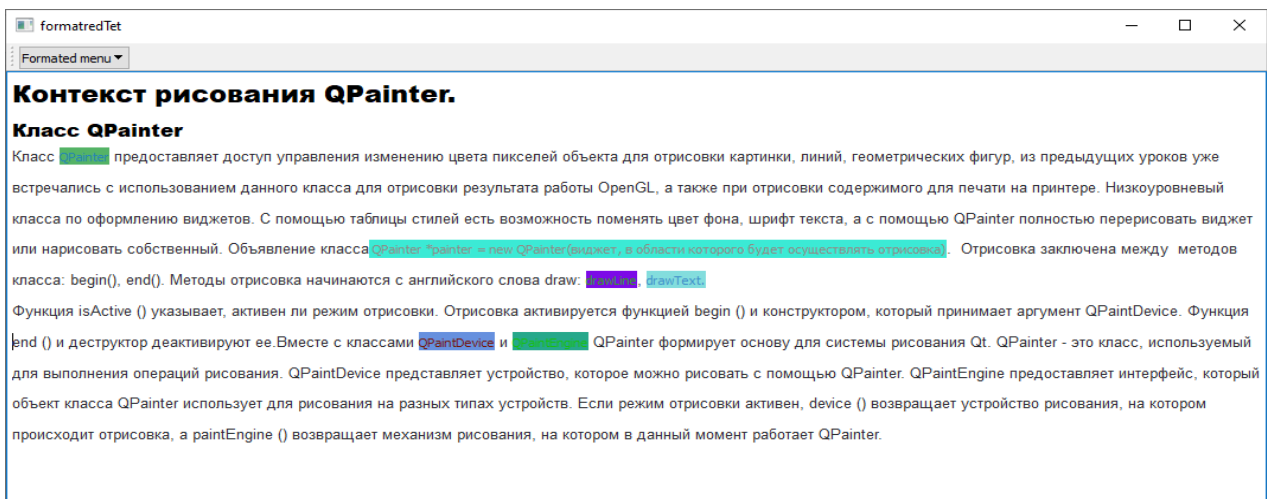 formatredTet
Formated menu
Контекст рисования QPainter.
Класс QPainter
Класс QPainter предоставляет доступ управления изменению цвета пикселей объекта для отрисовки картинки, линий, геометрических фигур, из предыдущих уроков уже
встречались с использованием данного класса для отрисовки результата работы OpenGL, а также при отрисовки содержимого для печати на принтере. Низкоуровневый
класса по оформлению виджетов. С помощью таблицы стилей есть возможность поменять цвет фона, шрифт текста, а с помощью QPainter полностью перерисовать виджет
или нарисовать собственный. Объявление класса QPainter *painter = new QPainter(виджет, в области которого будет осуществлять отрисовка). Отрисовка заключена между методов
класса: begin(), end(). Методы отрисовка начинаются с английского слова draw: drawLine, drawText.
Функция isActive () указывает, активен ли режим отрисовки. Отрисовка активируется функцией begin () и конструктором, который принимает аргумент QPaintDevice. Функция
end () и деструктор деактивируют ее.Вместе с классами QPaintDevice и QPaintEngine QPainter формирует основу для системы рисования Qt. QPainter - это класс, используемый
для выполнения операций рисования. QPaintDevice представляет устройство, которое можно рисовать с помощью QPainter. QPaintEngine предоставляет интерфейс, который
объект класса QPainter использует для рисования на разных типах устройств. Если режим отрисовки активен, device () возвращает устройство рисования, на котором
происходит отрисовка, а paintEngine () возвращает механизм рисования, на котором в данный момент работает QPainter.